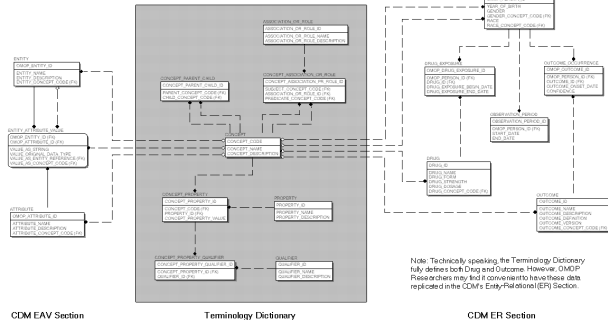 YEAR_OF_BIRTH
GENDER
GENDER_CONCEPT_CODE (FK)
RACE
RACE_CONCEPT_CODE (FK)
ASSOCIATION_OR_ROLE
ASSOCIATION_OR_ROLE_ID
ASSOCIATION_OR_ROLE_NAME
ASSOCIATION_OR_ROLE_DESCRIPTION
ENTITY
OMOP_ENTITY_ID
ENTITY_NAME
ENTITY_DESCRIPTION
ENTITY_CONCEPT_CODE (FK)
CONCEPT_PARENT_CHILD
CONCEPT_PARENT_CHILD_ID
PARENT_CONCEPT_CODE (FK)
CHILD_CONCEPT_CODE (FK)
CONCEPT_ASSOCIATION_OR_ROLE
CONCEPT_ASSOCIATION_OR_ROLE_ID
SUBJECT_CONCEPT_CODE (FK)
ASSOCIATION_OR_ROLE_ID (FK)
PREDICATE_CONCEPT_CODE (FK)
DRUG_EXPOSURE
OMOP_DRUG_EXPOSURE_ID
OMOP_PERSON_ID (FK)
DRUG_ID (FK)
DRUG_EXPOSURE_BEGIN_DATE
DRUG_EXPOSURE_END_DATE
OUTCOME_OCCURRENCE
OMOP_OUTCOME_ID
OMOP_PERSON_ID (FK)
OUTCOME_ID (FK)
OUTCOME_ONSET_DATE
CONFIDENCE
ENTITY_ATTRIBUTE_VALUE
OMOP_ENTITY_ID (FK)
OMOP_ATTRIBUTE_ID (FK)
VALUE_AS_STRING
VALUE_ORIGINAL_DATA_TYPE
VALUE_AS_ENTITY_REFERENCE (FK)
VALUE_AS_CONCEPT_CODE (FK)
CONCEPT
CONCEPT_CODE
CONCEPT_NAME
CONCEPT_DESCRIPTION
OBSERVATION_PERIOD
OBSERVATION_PERIOD_ID
OMOP_PERSON_ID (FK)
START_DATE
END_DATE
DRUG
DRUG_ID
DRUG_NAME
DRUG_FORM
DRUG_STRENGTH
DRUG_DOSAGE
DRUG_CONCEPT_CODE (FK)
ATTRIBUTE
OMOP_ATTRIBUTE_ID
ATTRIBUTE_NAME
ATTRIBUTE_DESCRIPTION
ATTRIBUTE_CONCEPT_CODE (FK)
CONCEPT_PROPERTY
CONCEPT_PROPERTY_ID
CONCEPT_CODE (FK)
PROPERTY_ID (FK)
CONCEPT_PROPERTY_VALUE
PROPERTY
PROPERTY_ID
PROPERTY_NAME
PROPERTY_DESCRIPTION
OUTCOME
OUTCOME_ID
OUTCOME_NAME
OUTCOME_DESCRIPTION
OUTCOME_DEFINITION
OUTCOME_VERSION
OUTCOME_CONCEPT_CODE (FK)
CONCEPT_PROPERTY_QUALIFIER
CONCEPT_PROPERTY_QUALIFIER_ID
CONCEPT_PROPERTY_ID (FK)
QUALIFIER_ID (FK)
QUALIFIER
QUALIFIER_ID
QUALIFIER_NAME
QUALIFIER_DESCRIPTION
Note: Technically speaking, the Terminology Dictionary
fully defines both Drug and Outcome. However, OMOP
Researchers may find it convenient to have these data
replicated in the CDM's Entity-Relational (ER) Section.
CDM EAV Section
Terminology Dictionary
CDM ER Section